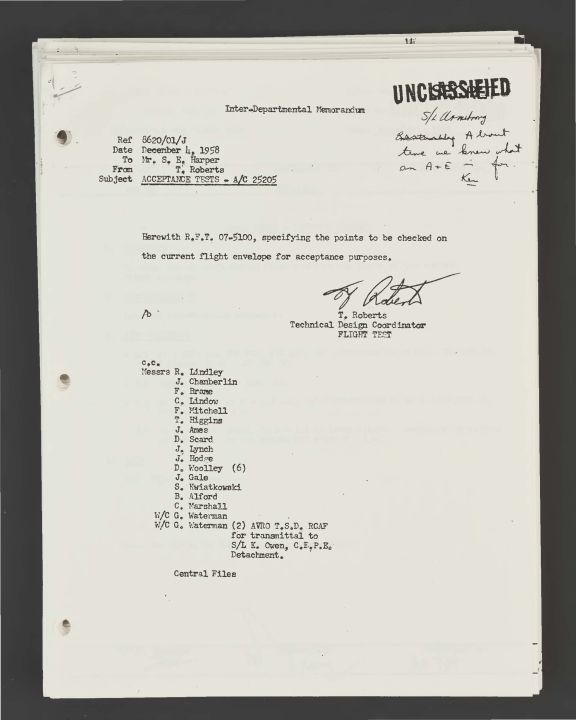 UNCLASSIFIED
S/L Armstrong
About
time we knew what
an A+E is for.
Ken
Inter-Departmental Memorandum
Ref 8620/01/J
Date December 4, 1958
To Mr. S. E. Harper
From T. Roberts
Subject ACCEPTANCE TESTS - A/C 25205
Herewith R.F.T. 07-5100, specifying the points to be checked on
the current flight envelope for acceptance purposes.
T. Roberts
/b T. Roberts
Technical Design Coordinator
FLIGHT TEST
c.c.
Messrs R. Lindley
J. Chamberlin
F. Brame
C. Lindow
F. Mitchell
T. Higgins
J. Ames
D. Scard
J. Lynch
J. Hodge
D. Woolley (6)
J. Gale
S. Kwiatkowski
B. Alford
C. Marshall
W/C G. Waterman
W/C G. Waterman (2) AVRO T.S.D. RCAF
for transmittal to
S/L K. Owen, C.E.P.E.
Detachment.
Central Files